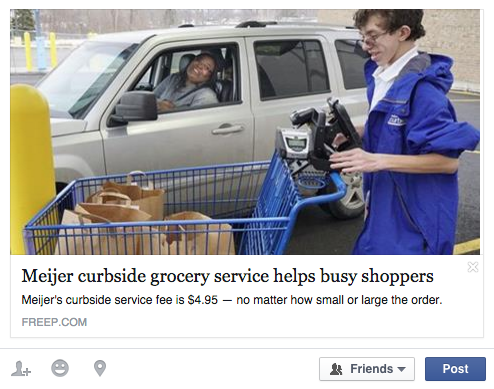 Meijer curbside grocery service helps busy shoppers
Meijer's curbside service fee is $4.95 — no matter how small or large the order.
FREEP.COM
Friends
Post